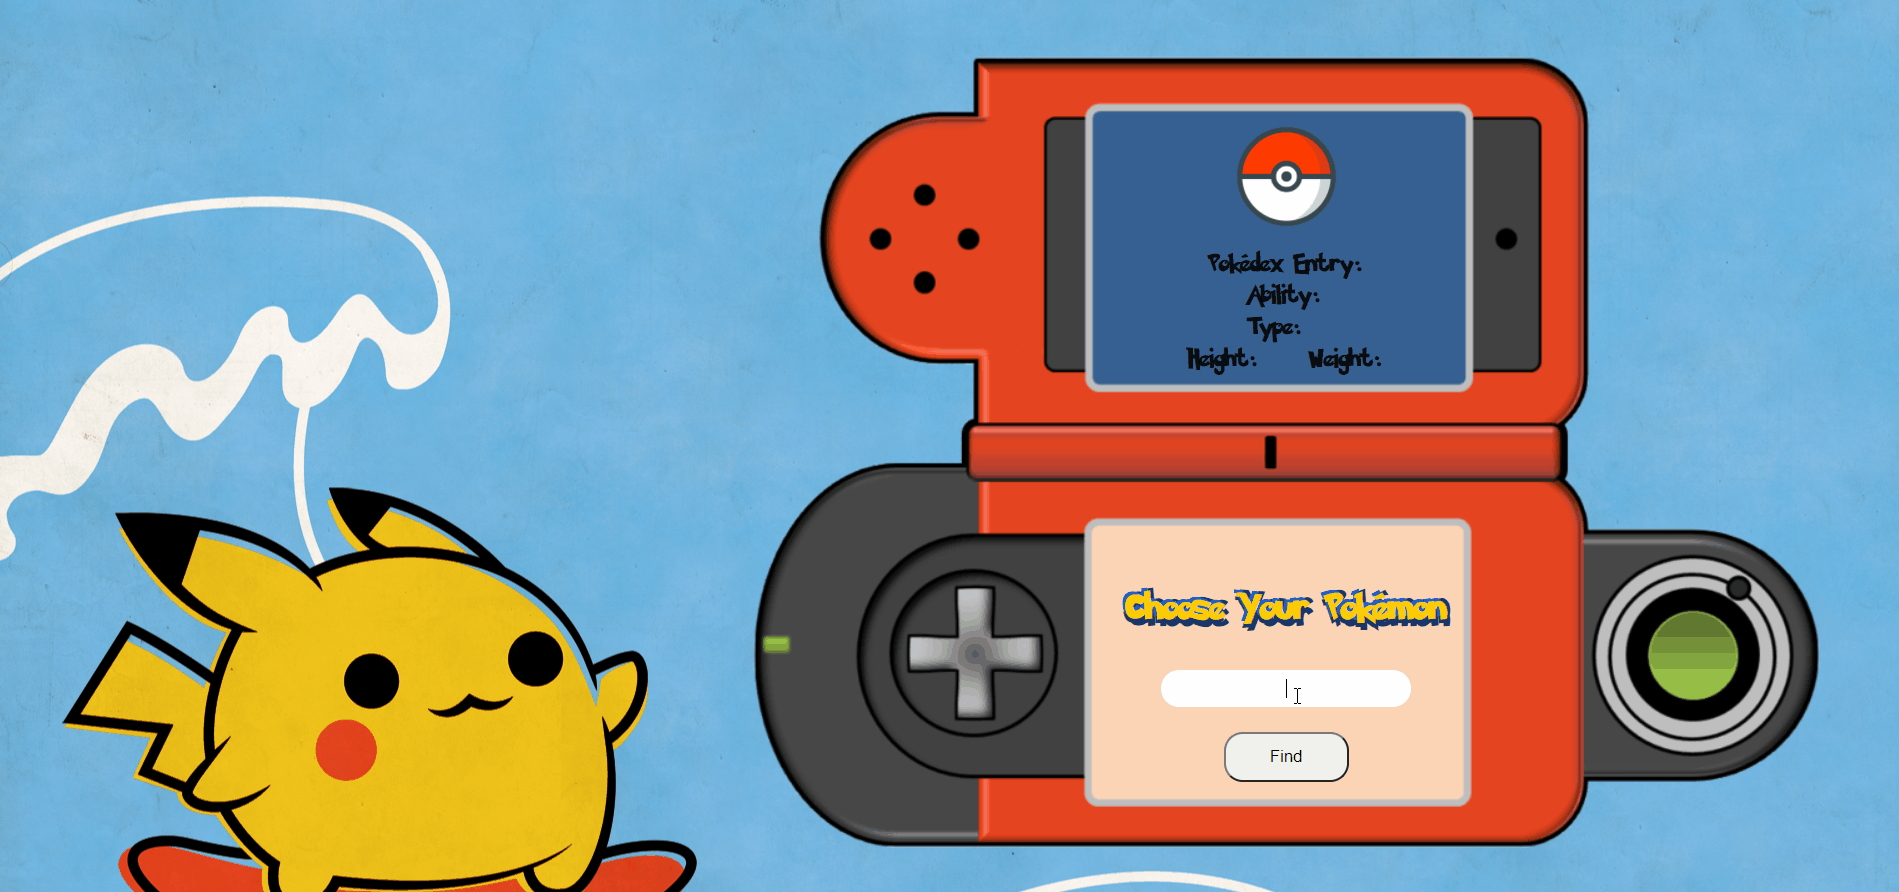 Pokédex Entry:
Ability:
Type:
Height: Weight:
Choose Your Pokémon
Find